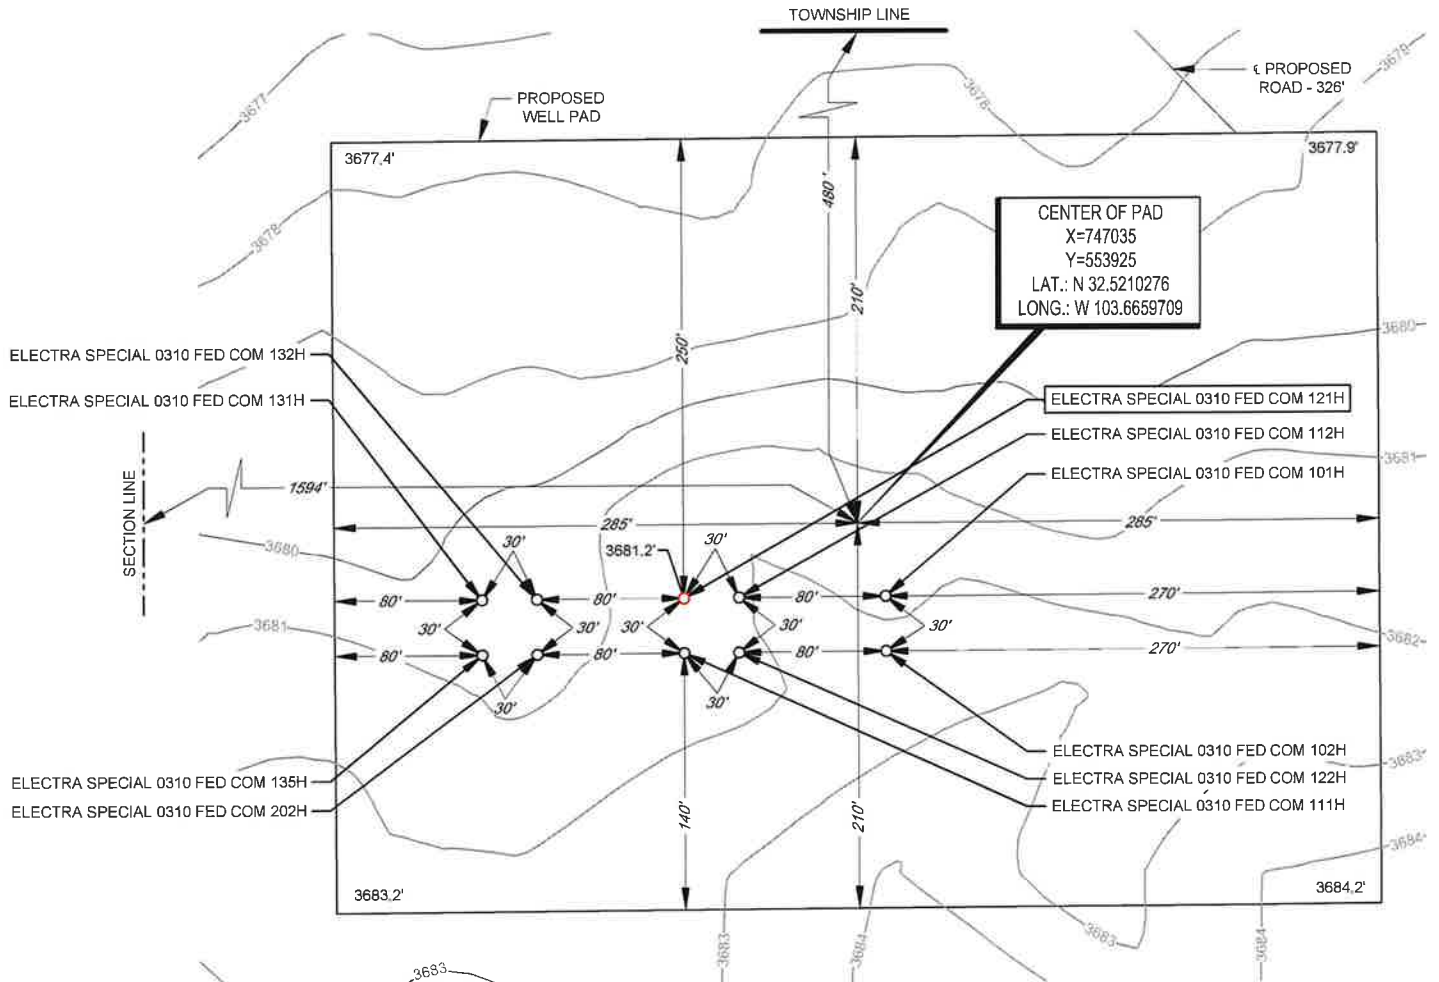 TOWNSHIP LINE
℄ PROPOSED
ROAD - 326'
3679
3678
3677
PROPOSED
WELL PAD
3677.4'
3677.9'
480'
CENTER OF PAD
X=747035
Y=553925
LAT.: N 32.5210276
LONG.: W 103.6659709
3678
210'
250'
3680
ELECTRA SPECIAL 0310 FED COM 132H
ELECTRA SPECIAL 0310 FED COM 131H
ELECTRA SPECIAL 0310 FED COM 121H
ELECTRA SPECIAL 0310 FED COM 112H
ELECTRA SPECIAL 0310 FED COM 101H
3681
SECTION LINE
1594'
285'
285'
3680
30'
3681.2'
30'
80'
80'
80'
270'
3681
30'
30'
30'
30'
30'
3682
80'
80'
80'
270'
30'
30'
ELECTRA SPECIAL 0310 FED COM 135H
ELECTRA SPECIAL 0310 FED COM 202H
ELECTRA SPECIAL 0310 FED COM 102H
ELECTRA SPECIAL 0310 FED COM 122H
ELECTRA SPECIAL 0310 FED COM 111H
3683
140'
210'
3684
3683.2'
3684.2'
3683
3684
3683
3684
3683